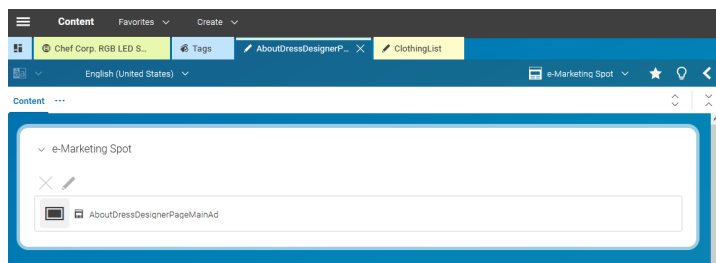 Content Favorites Create
Chef Corp. RGB LED S... Tags AboutDressDesignerP... ClothingList
English (United States) e-Marketing Spot
Content ...
e-Marketing Spot
AboutDressDesignerPageMainAd